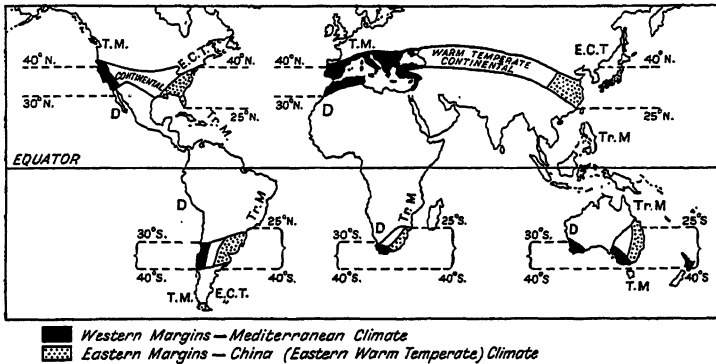 T.M. E.C.T. T.M. E.C.T
40°N. CONTINENTAL 40°N. 40°N. WARM TEMPERATE CONTINENTAL 40°N.
30°N. D 25°N. 30°N. D 25°N.
Tr. M. Tr. M
EQUATOR
D Tr. M D Tr. M D Tr. M
30°S. 25°N. 30°S. 25°S. 30°S. 25°S
40°S. 40°S. 40°S. 40°S. 40°S 40°S.
T.M. E.C.T. T.M
Western Margins — Mediterranean Climate
Eastern Margins — China (Eastern Warm Temperate) Climate